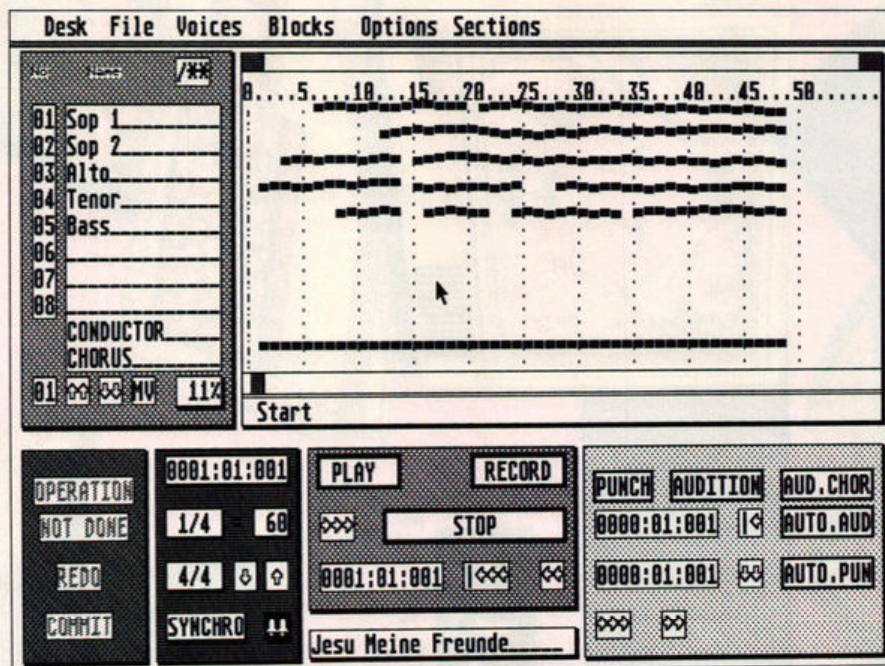 Desk File Voices Blocks Options Sections
No Name /**
01 Sop 1
02 Sop 2
03 Alto
04 Tenor
05 Bass
06
07
08
CONDUCTOR
CHORUS
01 MV 11%
0....5....10....15....20....25....30....35....40....45....50......
Start
OPERATION
NOT DONE
REDO
COMMIT
0001:01:001
1/4 = 60
4/4
SYNCHRO
PLAY RECORD
STOP
0001:01:001
Jesu Meine Freunde
PUNCH AUDITION AUD.CHOR
0000:01:001 AUTO.AUD
0000:01:001 AUTO.PUN